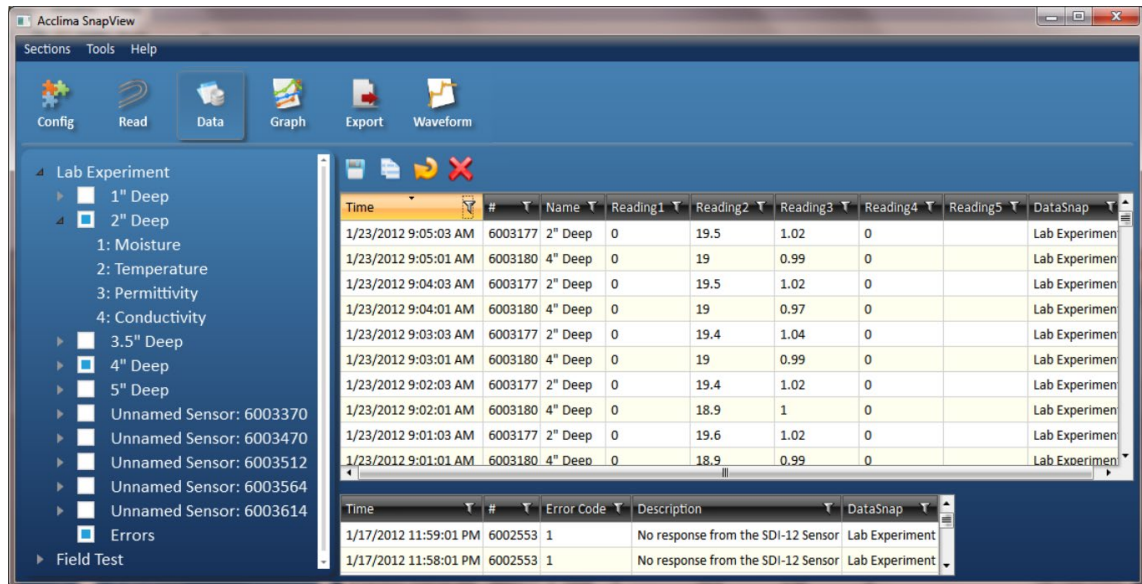 Acclima SnapView
Sections Tools Help
Config Read Data Graph Export Waveform
Lab Experiment
1" Deep
2" Deep
1: Moisture
2: Temperature
3: Permittivity
4: Conductivity
3.5" Deep
4" Deep
5" Deep
Unnamed Sensor: 6003370
Unnamed Sensor: 6003470
Unnamed Sensor: 6003512
Unnamed Sensor: 6003564
Unnamed Sensor: 6003614
Errors
Field Test
Time # Name Reading1 Reading2 Reading3 Reading4 Reading5 DataSnap
1/23/2012 9:05:03 AM 6003177 2" Deep 0 19.5 1.02 0 Lab Experimen
1/23/2012 9:05:01 AM 6003180 4" Deep 0 19 0.99 0 Lab Experimen
1/23/2012 9:04:03 AM 6003177 2" Deep 0 19.5 1.02 0 Lab Experimen
1/23/2012 9:04:01 AM 6003180 4" Deep 0 19 0.97 0 Lab Experimen
1/23/2012 9:03:03 AM 6003177 2" Deep 0 19.4 1.04 0 Lab Experimen
1/23/2012 9:03:01 AM 6003180 4" Deep 0 19 0.99 0 Lab Experimen
1/23/2012 9:02:03 AM 6003177 2" Deep 0 19.4 1.02 0 Lab Experimen
1/23/2012 9:02:01 AM 6003180 4" Deep 0 18.9 1 0 Lab Experimen
1/23/2012 9:01:03 AM 6003177 2" Deep 0 19.6 1.02 0 Lab Experimen
1/23/2012 9:01:01 AM 6003180 4" Deep 0 18.9 0.99 0 Lab Experimen
Time # Error Code Description DataSnap
1/17/2012 11:59:01 PM 6002553 1 No response from the SDI-12 Sensor Lab Experiment
1/17/2012 11:58:01 PM 6002553 1 No response from the SDI-12 Sensor Lab Experiment